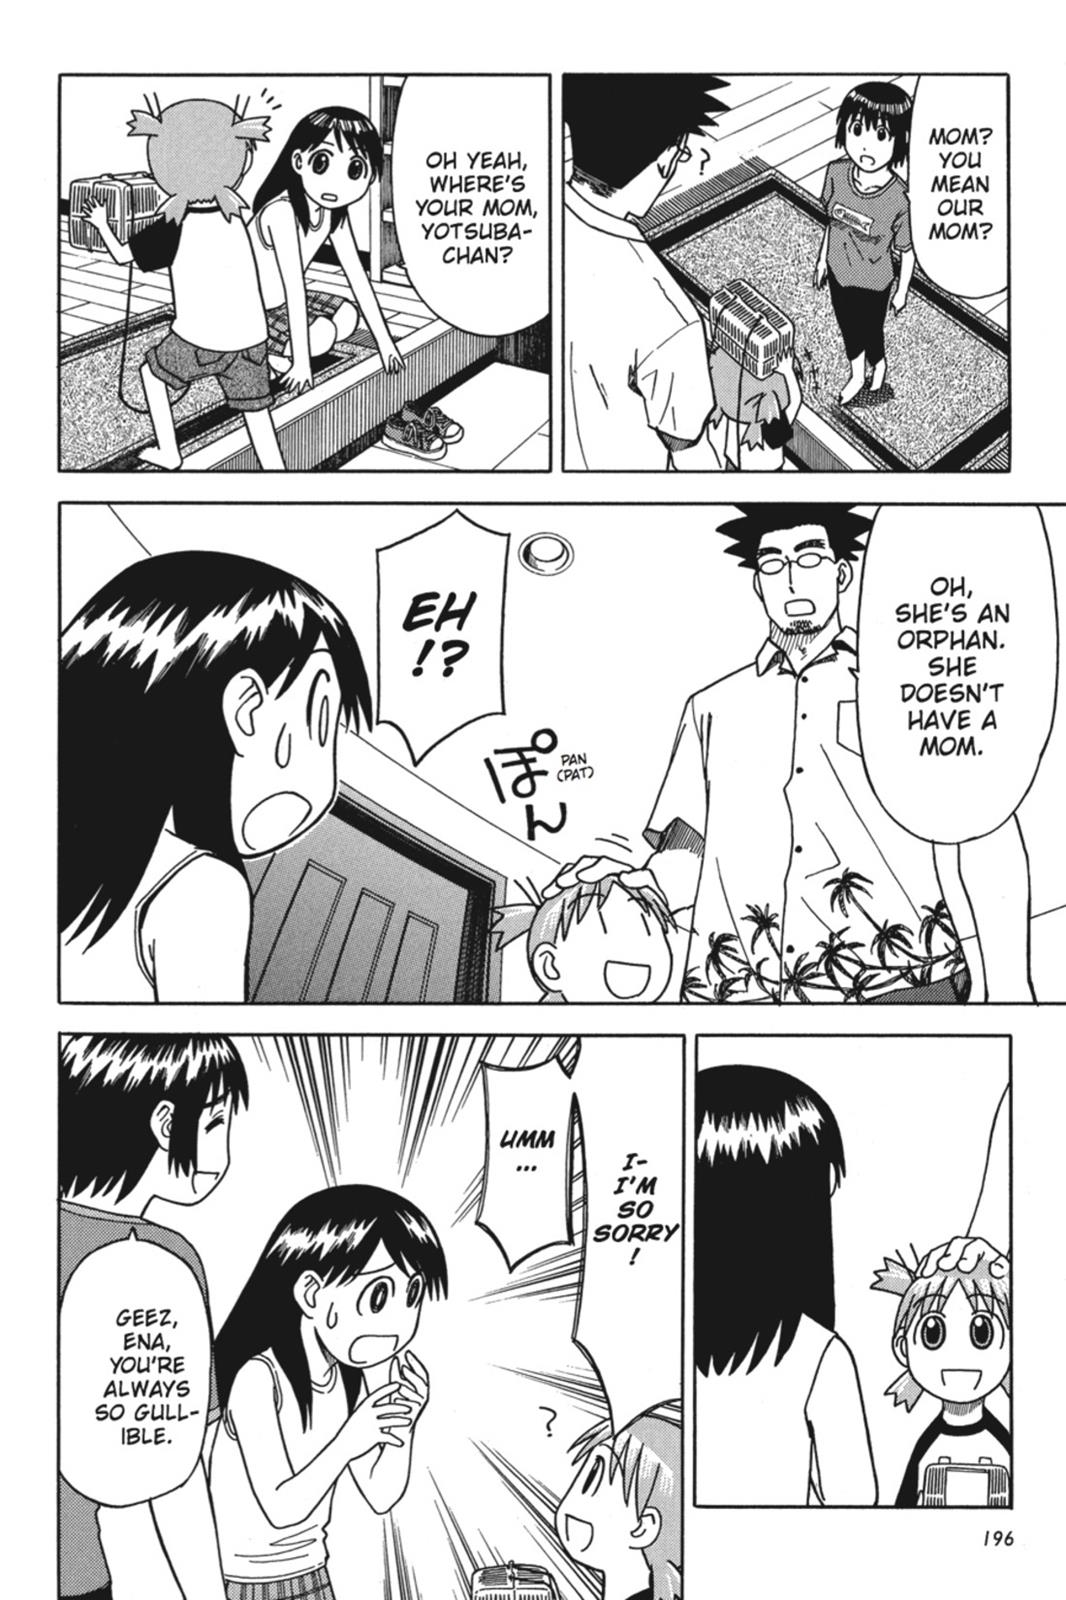 OH YEAH,
WHERE'S
YOUR MOM,
YOTSUBA-
CHAN?
MOM?
YOU
MEAN
OUR
MOM?
?
OH,
SHE'S AN
ORPHAN.
SHE
DOESN'T
HAVE A
MOM.
EH
!?
ぽん
PAN
(PAT)
UMM
...
I-
I'M
SO
SORRY
!
GEEZ,
ENA,
YOU'RE
ALWAYS
SO GULL-
IBLE.
?
196